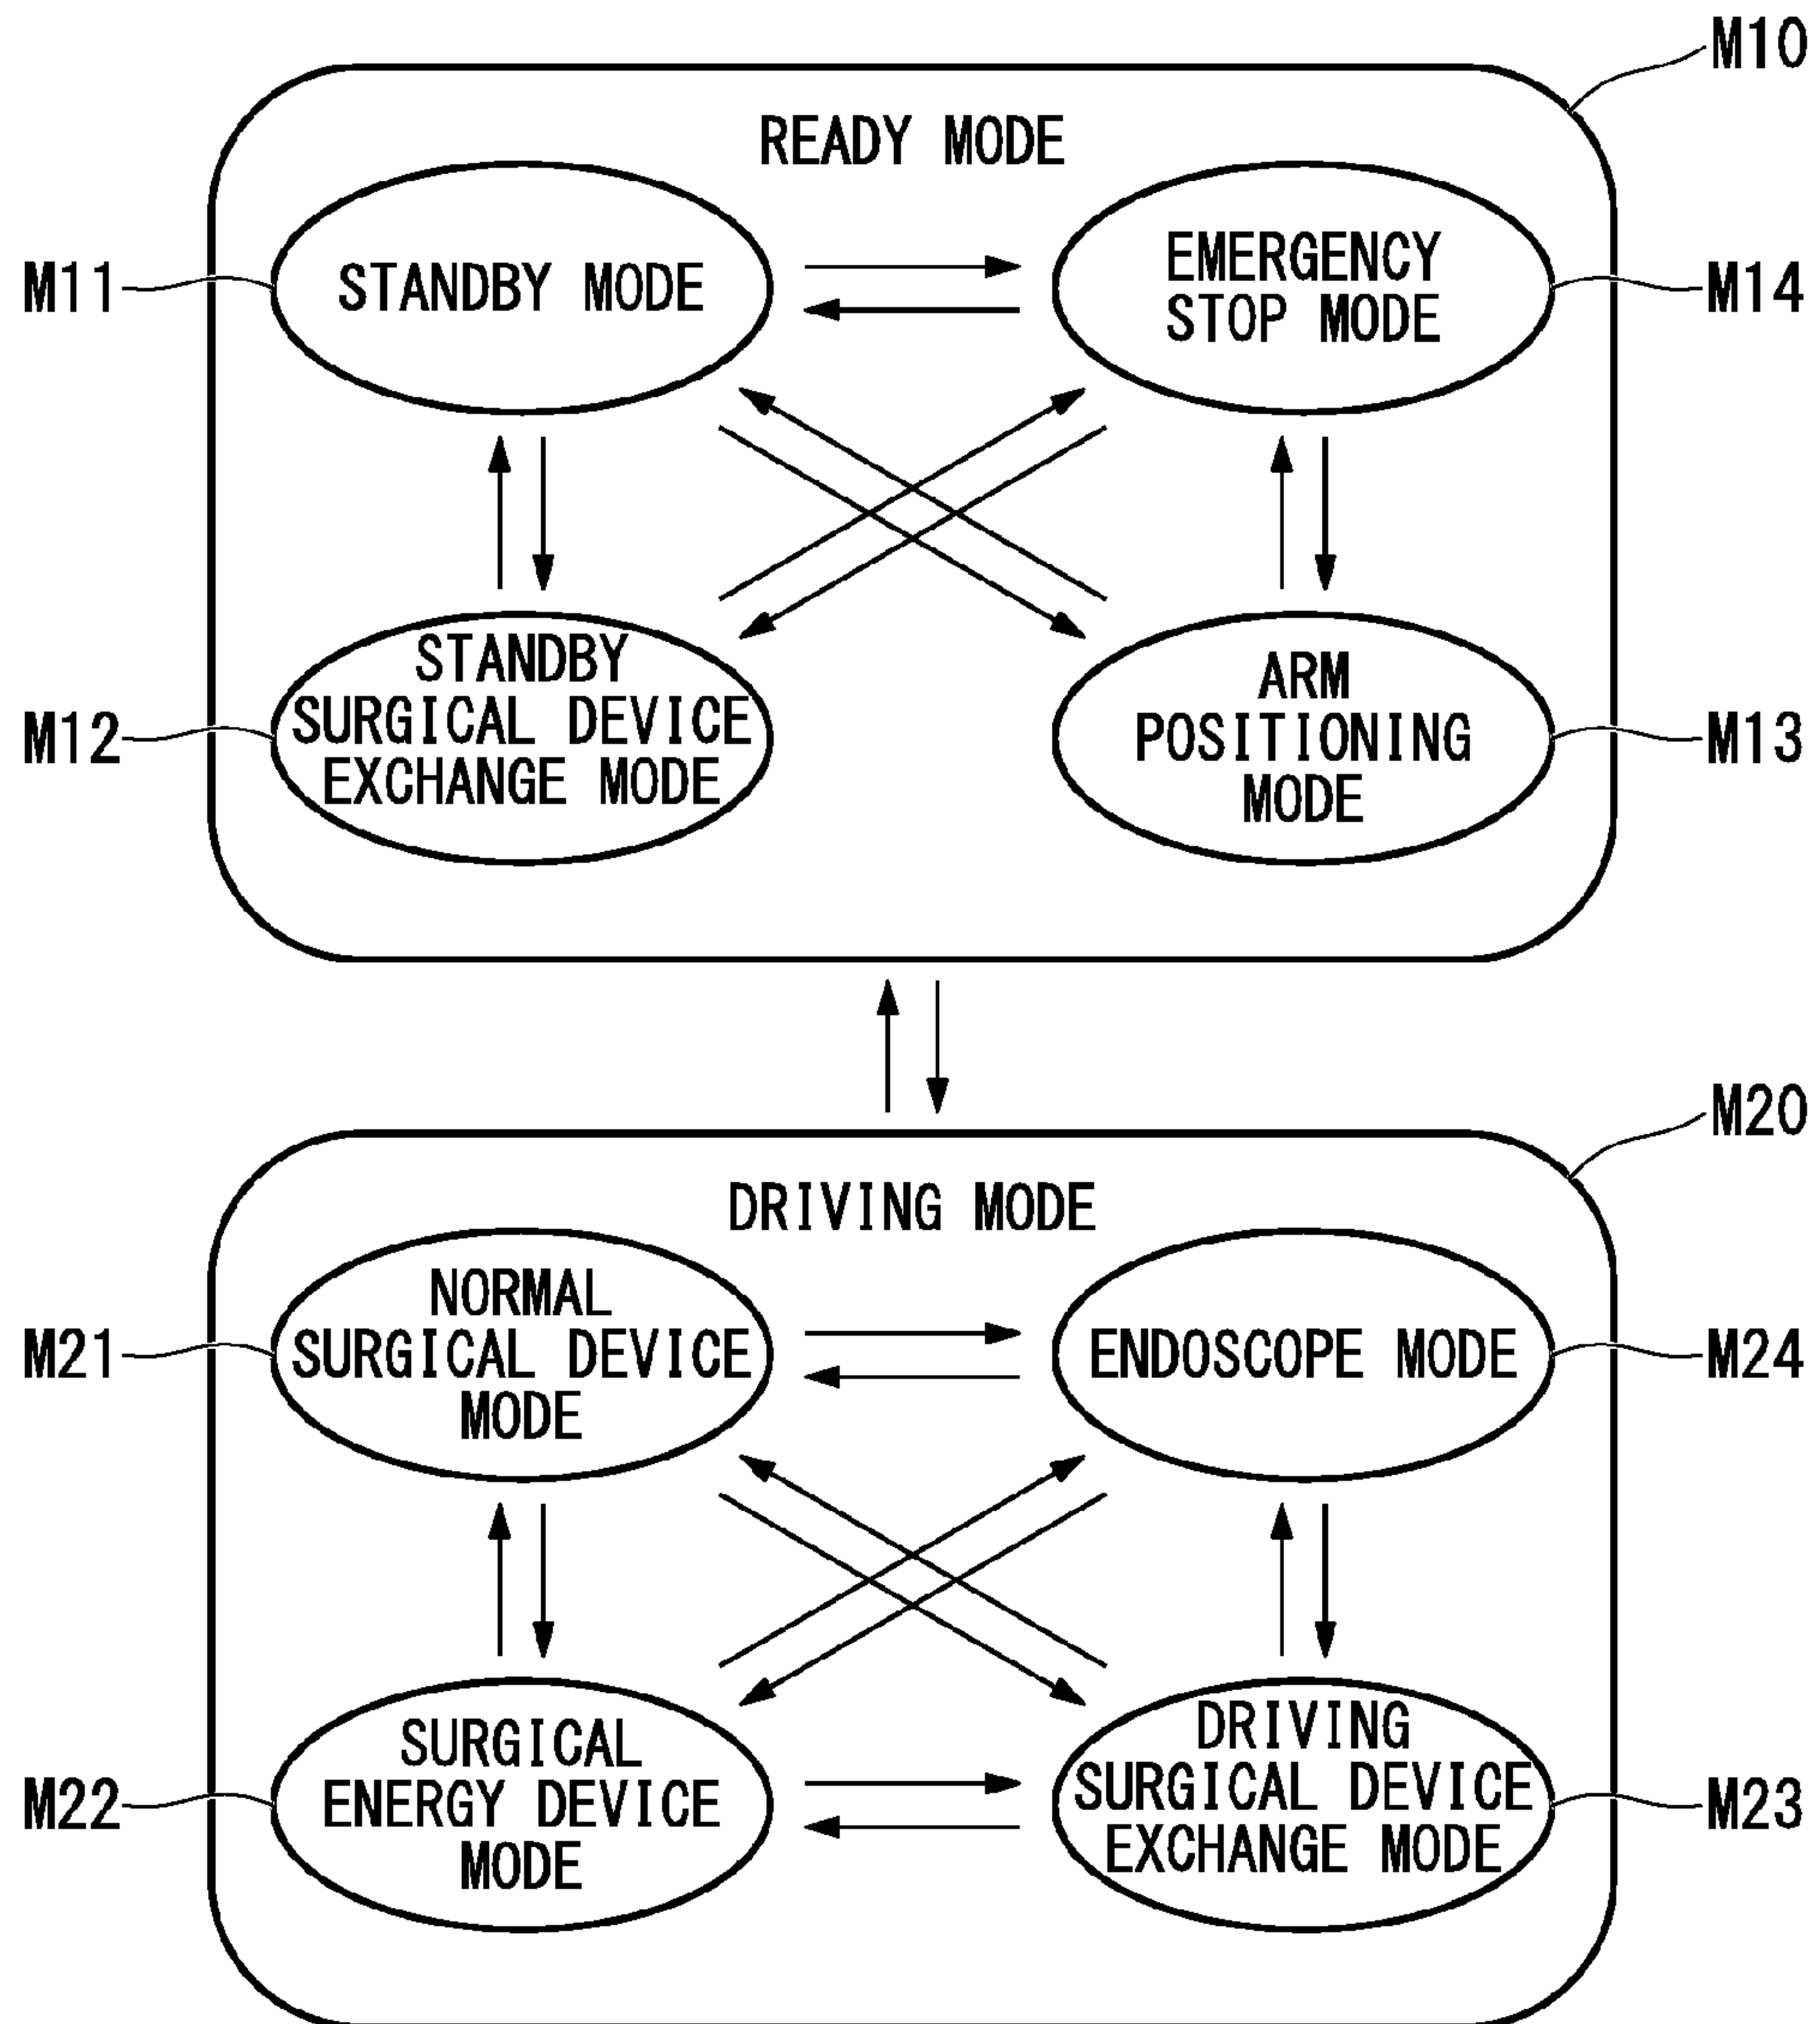 M10
READY MODE
M11
STANDBY MODE
EMERGENCY
STOP MODE
M14
M12
STANDBY
SURGICAL DEVICE
EXCHANGE MODE
ARM
POSITIONING
MODE
M13
M20
DRIVING MODE
M21
NORMAL
SURGICAL DEVICE
MODE
ENDOSCOPE MODE
M24
M22
SURGICAL
ENERGY DEVICE
MODE
DRIVING
SURGICAL DEVICE
EXCHANGE MODE
M23